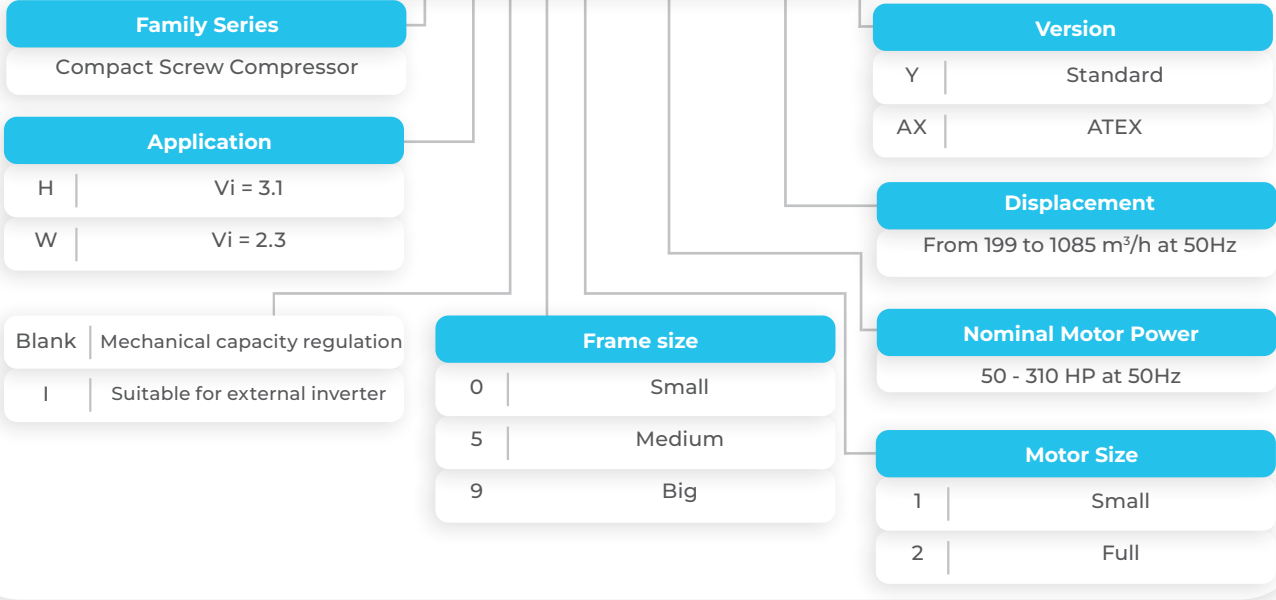 Family Series
Compact Screw Compressor
Application
H Vi = 3.1
W Vi = 2.3
Blank Mechanical capacity regulation
I Suitable for external inverter
Frame size
0 Small
5 Medium
9 Big
Version
Y Standard
AX ATEX
Displacement
From 199 to 1085 m³/h at 50Hz
Nominal Motor Power
50 - 310 HP at 50Hz
Motor Size
1 Small
2 Full